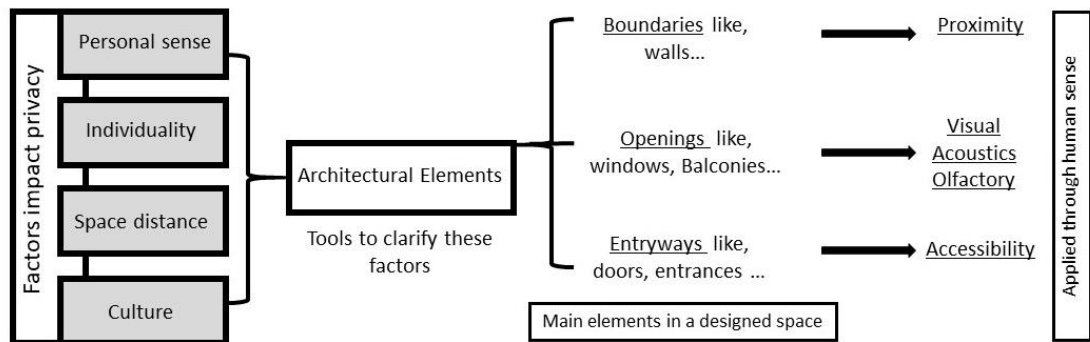 Factors impact privacy
Personal sense
Individuality
Space distance
Culture
Architectural Elements
Tools to clarify these
factors
Boundaries like,
walls...
Openings like,
windows, Balconies...
Entryways like,
doors, entrances ...
Main elements in a designed space
Proximity
Visual
Acoustics
Olfactory
Accessibility
Applied through human sense